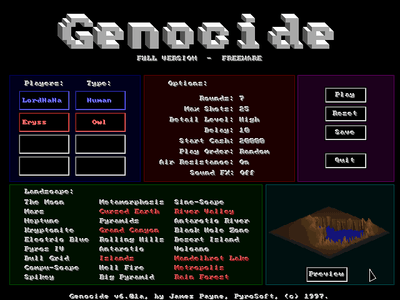 Genocide
FULL VERSION - FREEWARE
Players: Type:
LordHaHa Human
Eryss Owl
Options:
Rounds: 7
Max Shots: 25
Detail Level: High
Delay: 10
Start Cash: 20000
Play Order: Random
Air Resistance: On
Sound FX: Off
Play
Reset
Save
Quit
Landscape:
The Moon Metamorphosis Sine-Scape
Mars Cursed Earth River Valley
Neptune Pyramids Antarctic River
Kryptonite Grand Canyon Black Hole Zone
Electric Blue Rolling Hills Desert Island
Pyros IV Antarctic Volcano
Bull Grid Islands Mandelbrot Lake
Compu-Scape Hell Fire Metropolis
Spikey Big Pyramid Rain Forest
Preview
Genocide v6.01a, by James Payne, PyroSoft, (c) 1997.